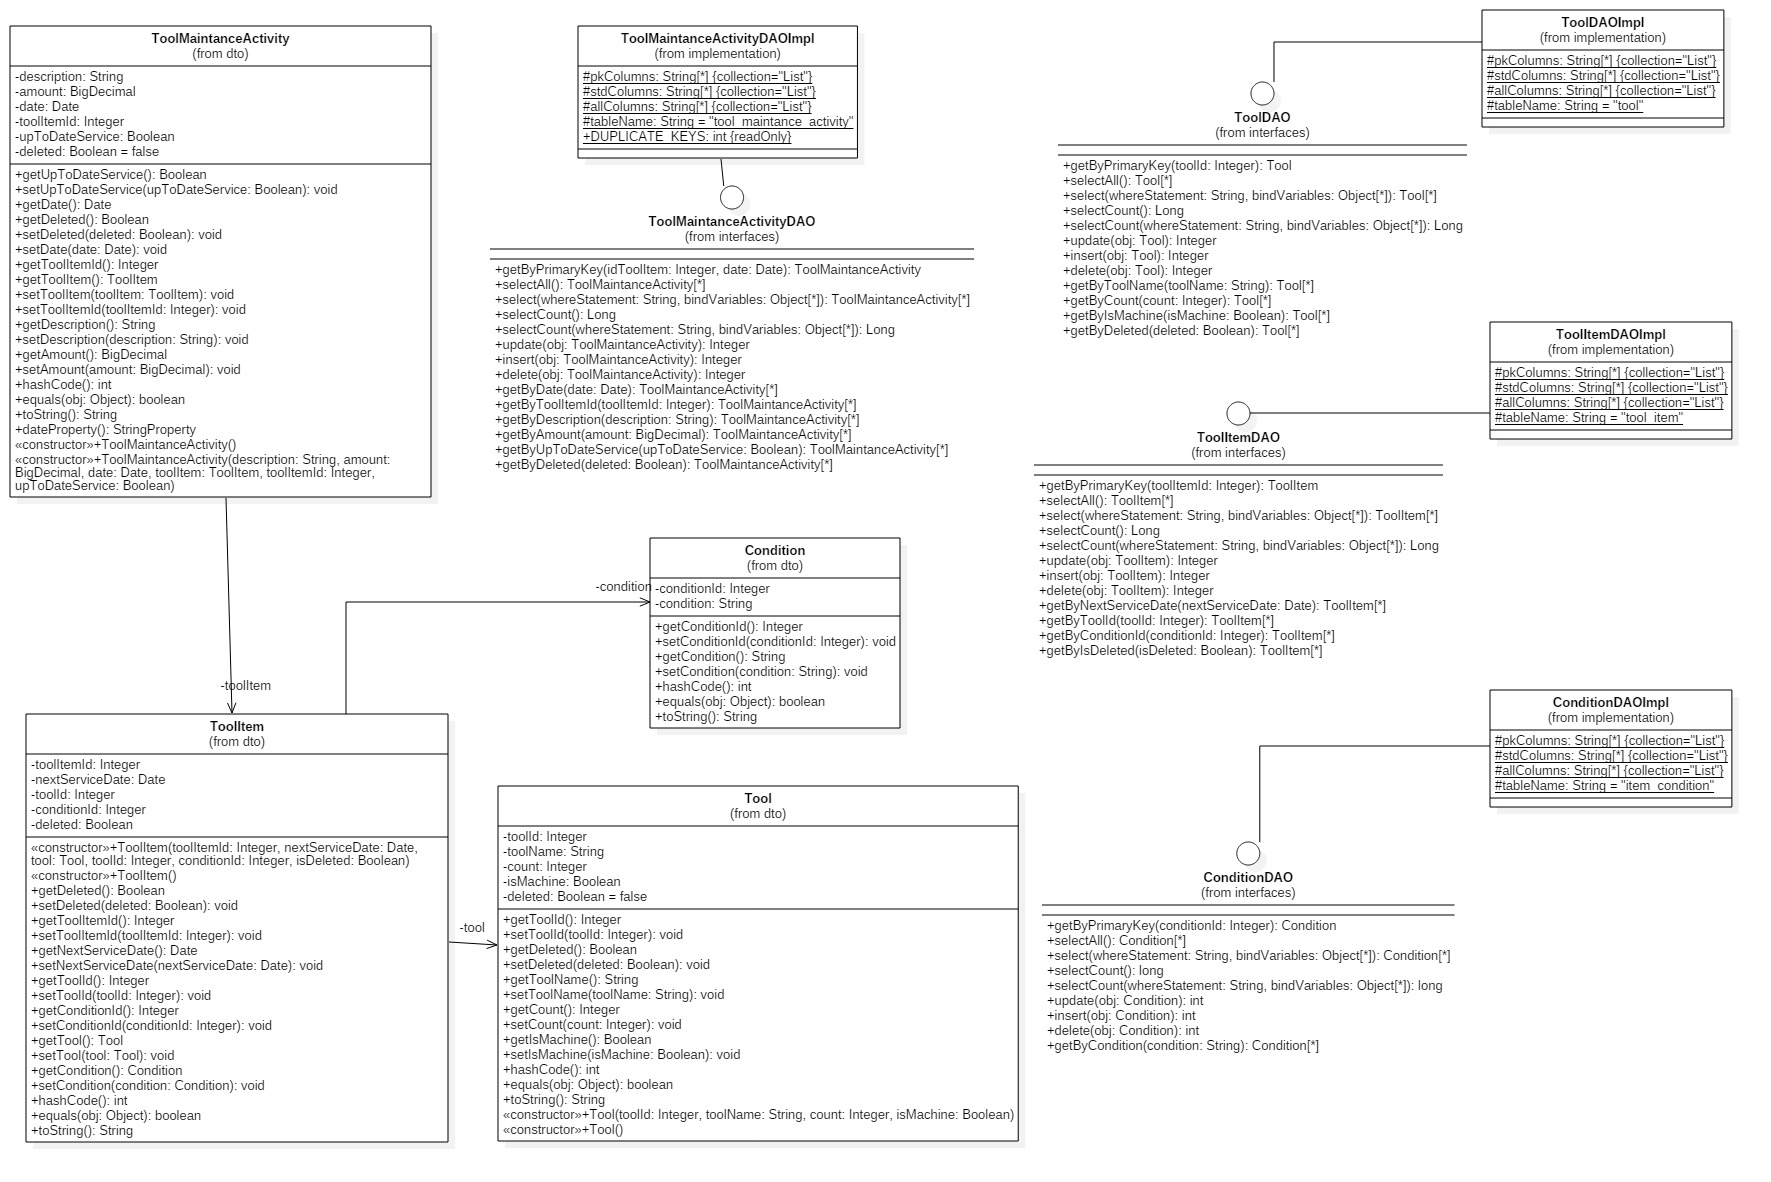 ToolMaintanceActivity
(from dto)
-description: String
-amount: BigDecimal
-date: Date
-toolItemId: Integer
-upToDateService: Boolean
-deleted: Boolean = false
+getUpToDateService(): Boolean
+setUpToDateService(upToDateService: Boolean): void
+getDate(): Date
+getDeleted(): Boolean
+setDeleted(deleted: Boolean): void
+setDate(date: Date): void
+getToolItemId(): Integer
+getToolItem(): ToolItem
+setToolItem(toolItem: ToolItem): void
+setToolItemId(toolItemId: Integer): void
+getDescription(): String
+setDescription(description: String): void
+getAmount(): BigDecimal
+setAmount(amount: BigDecimal): void
+hashCode(): int
+equals(obj: Object): boolean
+toString(): String
+dateProperty(): StringProperty
«constructor»+ToolMaintanceActivity()
«constructor»+ToolMaintanceActivity(description: String, amount:
BigDecimal, date: Date, toolItem: ToolItem, toolItemId: Integer,
upToDateService: Boolean)
ToolMaintanceActivityDAOImpl
(from implementation)
#pkColumns: String[*] {collection="List"}
#stdColumns: String[*] {collection="List"}
#allColumns: String[*] {collection="List"}
#tableName: String = "tool_maintance_activity"
+DUPLICATE_KEYS: int {readOnly}
ToolMaintanceActivityDAO
(from interfaces)
+getByPrimaryKey(idToolItem: Integer, date: Date): ToolMaintanceActivity
+selectAll(): ToolMaintanceActivity[*]
+select(whereStatement: String, bindVariables: Object[*]): ToolMaintanceActivity[*]
+selectCount(): Long
+selectCount(whereStatement: String, bindVariables: Object[*]): Long
+update(obj: ToolMaintanceActivity): Integer
+insert(obj: ToolMaintanceActivity): Integer
+delete(obj: ToolMaintanceActivity): Integer
+getByDate(date: Date): ToolMaintanceActivity[*]
+getByToolItemId(toolItemId: Integer): ToolMaintanceActivity[*]
+getByDescription(description: String): ToolMaintanceActivity[*]
+getByAmount(amount: BigDecimal): ToolMaintanceActivity[*]
+getByUpToDateService(upToDateService: Boolean): ToolMaintanceActivity[*]
+getByDeleted(deleted: Boolean): ToolMaintanceActivity[*]
ToolDAOImpl
(from implementation)
#pkColumns: String[*] {collection="List"}
#stdColumns: String[*] {collection="List"}
#allColumns: String[*] {collection="List"}
#tableName: String = "tool"
ToolDAO
(from interfaces)
+getByPrimaryKey(toolId: Integer): Tool
+selectAll(): Tool[*]
+select(whereStatement: String, bindVariables: Object[*]): Tool[*]
+selectCount(): Long
+selectCount(whereStatement: String, bindVariables: Object[*]): Long
+update(obj: Tool): Integer
+insert(obj: Tool): Integer
+delete(obj: Tool): Integer
+getByToolName(toolName: String): Tool[*]
+getByCount(count: Integer): Tool[*]
+getByIsMachine(isMachine: Boolean): Tool[*]
+getByDeleted(deleted: Boolean): Tool[*]
ToolItemDAOImpl
(from implementation)
#pkColumns: String[*] {collection="List"}
#stdColumns: String[*] {collection="List"}
#allColumns: String[*] {collection="List"}
#tableName: String = "tool_item"
ToolItemDAO
(from interfaces)
+getByPrimaryKey(toolItemId: Integer): ToolItem
+selectAll(): ToolItem[*]
+select(whereStatement: String, bindVariables: Object[*]): ToolItem[*]
+selectCount(): Long
+selectCount(whereStatement: String, bindVariables: Object[*]): Long
+update(obj: ToolItem): Integer
+insert(obj: ToolItem): Integer
+delete(obj: ToolItem): Integer
+getByNextServiceDate(nextServiceDate: Date): ToolItem[*]
+getByToolId(toolId: Integer): ToolItem[*]
+getByConditionId(conditionId: Integer): ToolItem[*]
+getByIsDeleted(isDeleted: Boolean): ToolItem[*]
Condition
(from dto)
-condition
-conditionId: Integer
-condition: String
+getConditionId(): Integer
+setConditionId(conditionId: Integer): void
+getCondition(): String
+setCondition(condition: String): void
+hashCode(): int
+equals(obj: Object): boolean
+toString(): String
-toolItem
ToolItem
(from dto)
-toolItemId: Integer
-nextServiceDate: Date
-toolId: Integer
-conditionId: Integer
-deleted: Boolean
«constructor»+ToolItem(toolItemId: Integer, nextServiceDate: Date,
tool: Tool, toolId: Integer, conditionId: Integer, isDeleted: Boolean)
«constructor»+ToolItem()
+getDeleted(): Boolean
+setDeleted(deleted: Boolean): void
+getToolItemId(): Integer
+setToolItemId(toolItemId: Integer): void
+getNextServiceDate(): Date
+setNextServiceDate(nextServiceDate: Date): void
+getToolId(): Integer
+setToolId(toolId: Integer): void
+getConditionId(): Integer
+setConditionId(conditionId: Integer): void
+getTool(): Tool
+setTool(tool: Tool): void
+getCondition(): Condition
+setCondition(condition: Condition): void
+hashCode(): int
+equals(obj: Object): boolean
+toString(): String
-tool
Tool
(from dto)
-toolId: Integer
-toolName: String
-count: Integer
-isMachine: Boolean
-deleted: Boolean = false
+getToolId(): Integer
+setToolId(toolId: Integer): void
+getDeleted(): Boolean
+setDeleted(deleted: Boolean): void
+getToolName(): String
+setToolName(toolName: String): void
+getCount(): Integer
+setCount(count: Integer): void
+getIsMachine(): Boolean
+setIsMachine(isMachine: Boolean): void
+hashCode(): int
+equals(obj: Object): boolean
+toString(): String
«constructor»+Tool(toolId: Integer, toolName: String, count: Integer, isMachine: Boolean)
«constructor»+Tool()
ConditionDAOImpl
(from implementation)
#pkColumns: String[*] {collection="List"}
#stdColumns: String[*] {collection="List"}
#allColumns: String[*] {collection="List"}
#tableName: String = "item_condition"
ConditionDAO
(from interfaces)
+getByPrimaryKey(conditionId: Integer): Condition
+selectAll(): Condition[*]
+select(whereStatement: String, bindVariables: Object[*]): Condition[*]
+selectCount(): long
+selectCount(whereStatement: String, bindVariables: Object[*]): long
+update(obj: Condition): int
+insert(obj: Condition): int
+delete(obj: Condition): int
+getByCondition(condition: String): Condition[*]